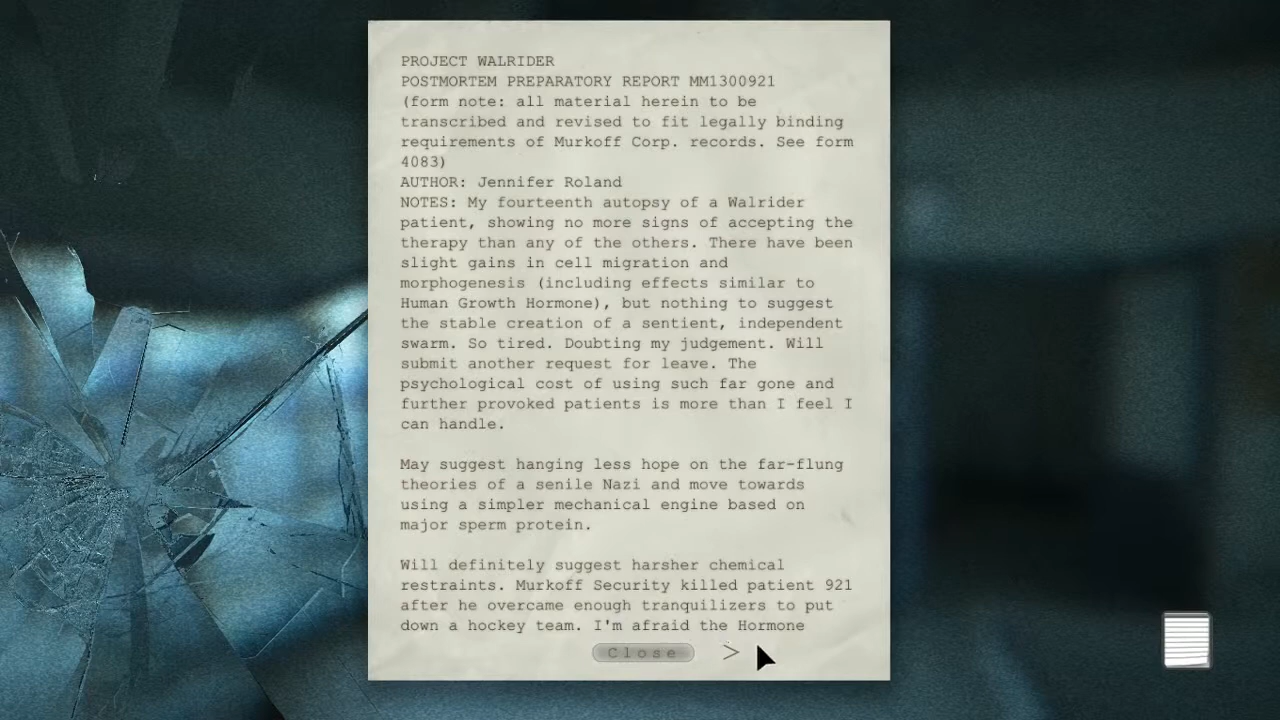 PROJECT WALRIDER
POSTMORTEM PREPARATORY REPORT MM1300921
(form note: all material herein to be
transcribed and revised to fit legally binding
requirements of Murkoff Corp. records. See form
4083)
AUTHOR: Jennifer Roland
NOTES: My fourteenth autopsy of a Walrider
patient, showing no more signs of accepting the
therapy than any of the others. There have been
slight gains in cell migration and
morphogenesis (including effects similar to
Human Growth Hormone), but nothing to suggest
the stable creation of a sentient, independent
swarm. So tired. Doubting my judgement. Will
submit another request for leave. The
psychological cost of using such far gone and
further provoked patients is more than I feel I
can handle.
May suggest hanging less hope on the far-flung
theories of a senile Nazi and move towards
using a simpler mechanical engine based on
major sperm protein.
Will definitely suggest harsher chemical
restraints. Murkoff Security killed patient 921
after he overcame enough tranquilizers to put
down a hockey team. I'm afraid the Hormone
Close >